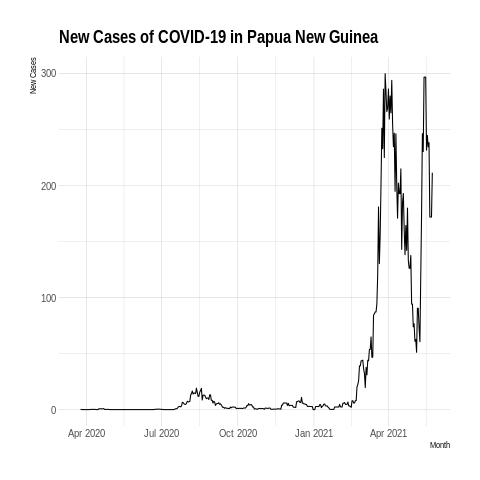 New Cases of COVID-19 in Papua New Guinea
New Cases
300
200
100
0
Apr 2020 Jul 2020 Oct 2020 Jan 2021 Apr 2021
Month